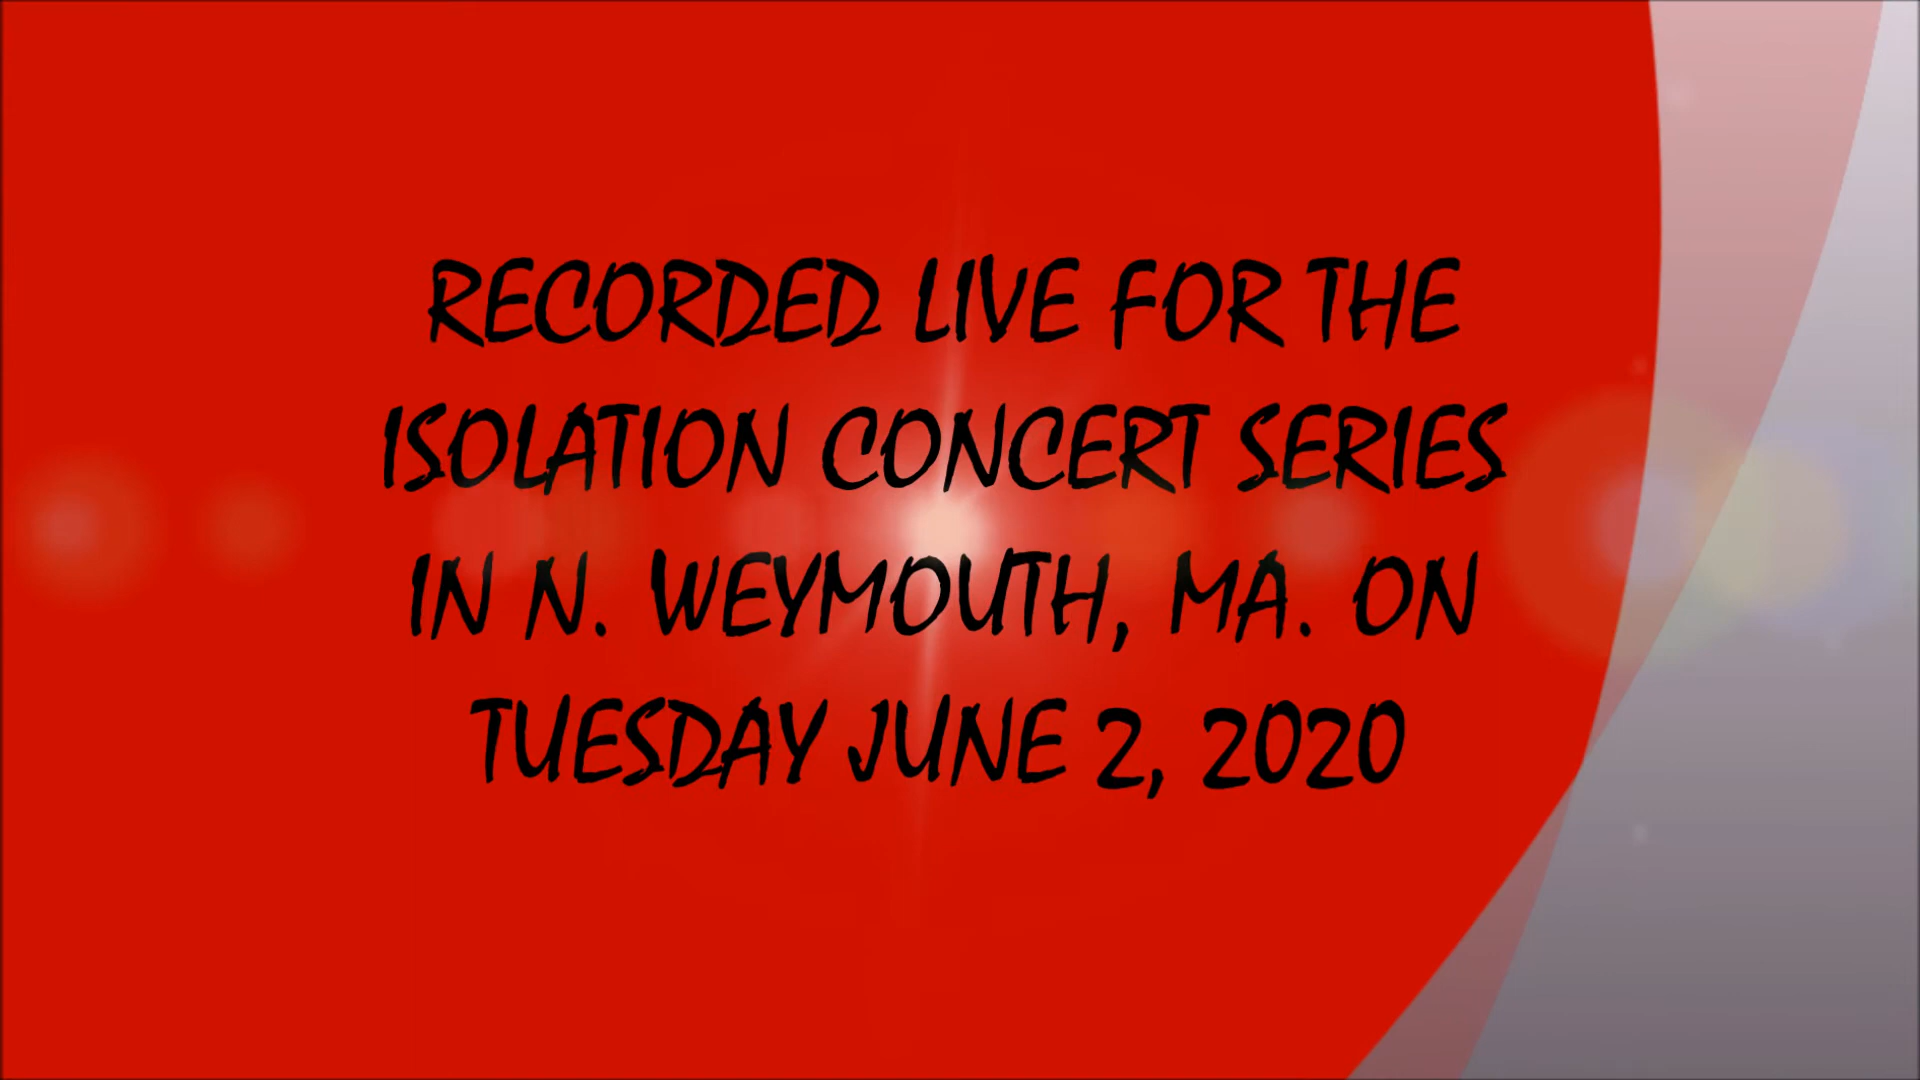 RECORDED LIVE FOR THE
ISOLATION CONCERT SERIES
IN N. WEYMOUTH, MA. ON
TUESDAY JUNE 2, 2020